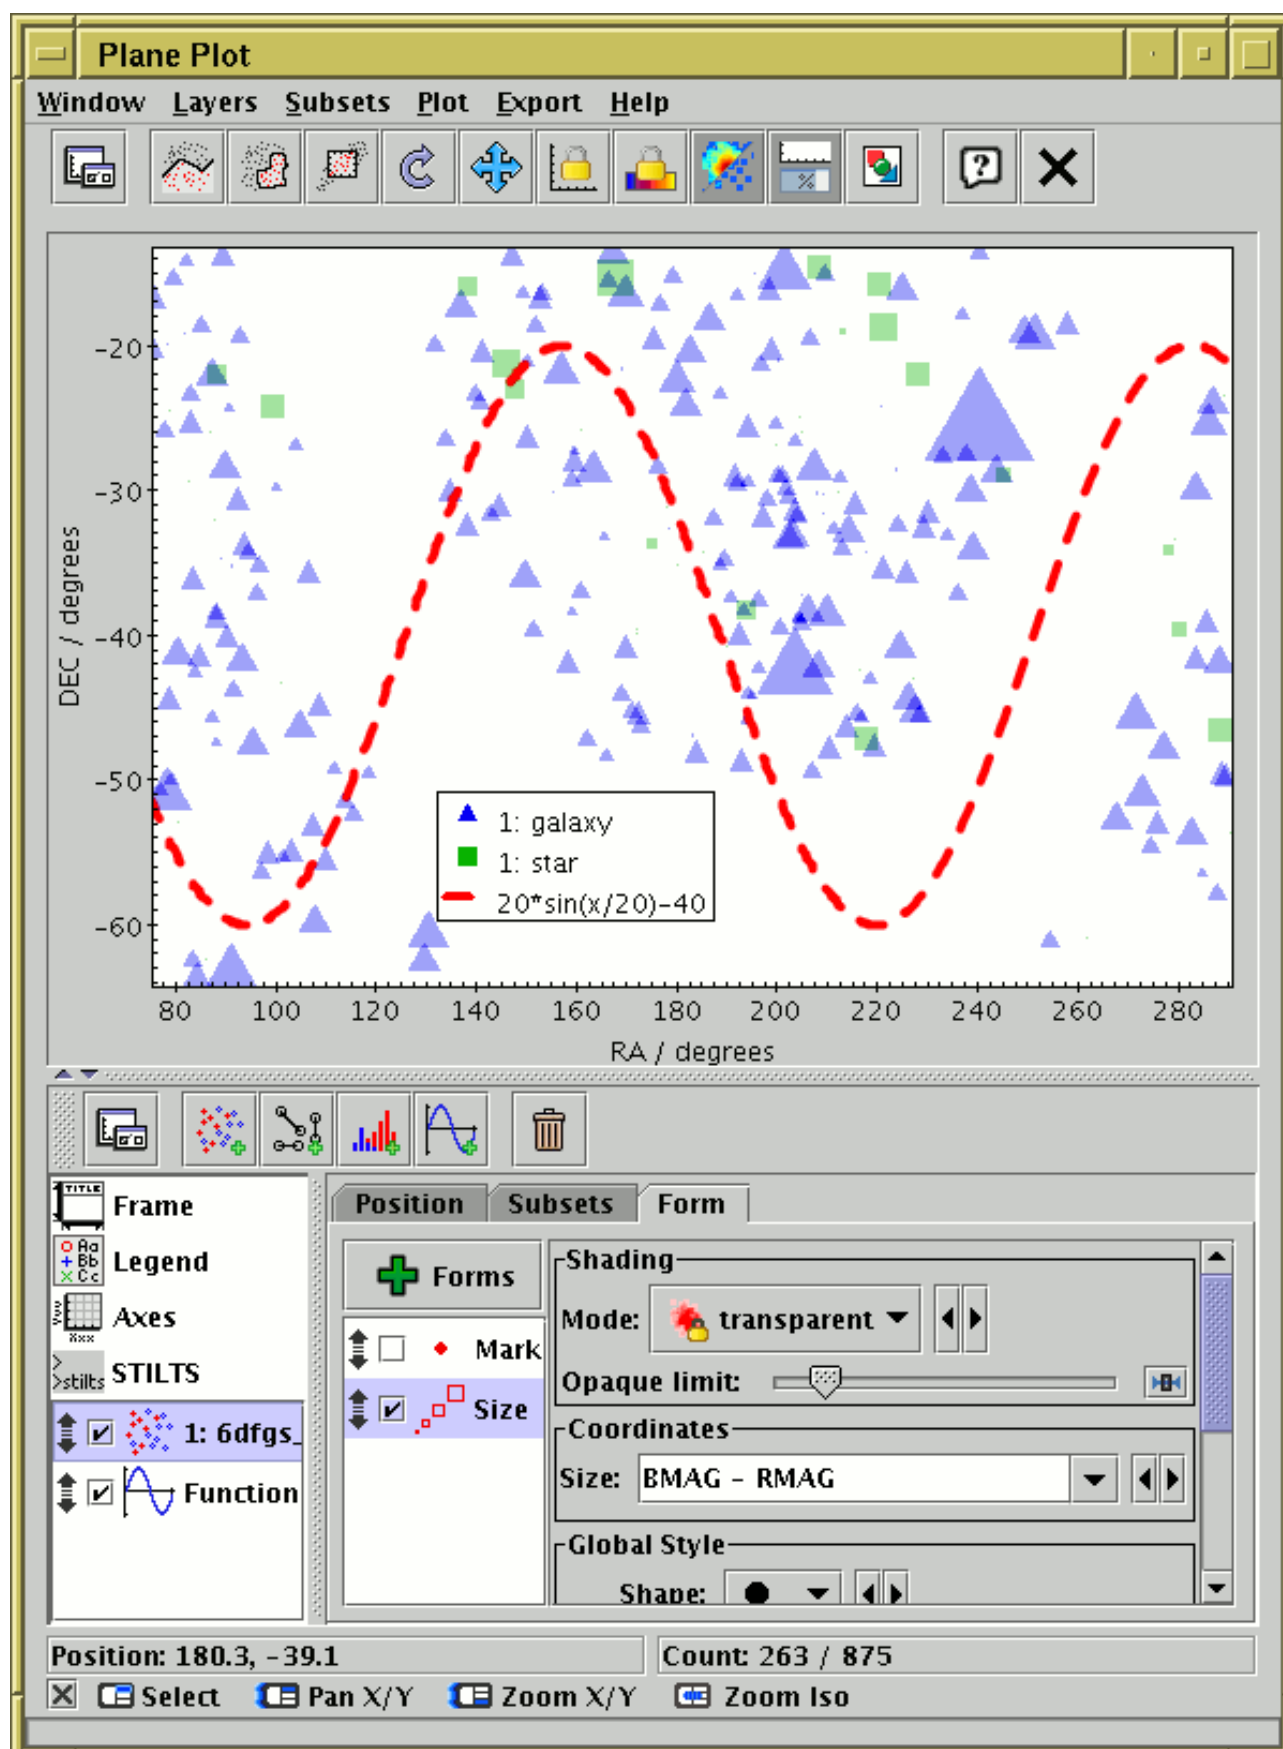 Plane Plot
Window Layers Subsets Plot Export Help
-20
-30
-40
-50
-60
DEC / degrees
1: galaxy
1: star
20*sin(x/20)-40
80 100 120 140 160 180 200 220 240 260 280
RA / degrees
Frame
Legend
Axes
STILTS
1: 6dfgs_
Function
Position Subsets Form
Forms
Mark
Size
Shading
Mode: transparent
Opaque limit:
Coordinates
Size: BMAG - RMAG
Global Style
Shape:
Position: 180.3, -39.1
Count: 263 / 875
Select Pan X/Y Zoom X/Y Zoom Iso